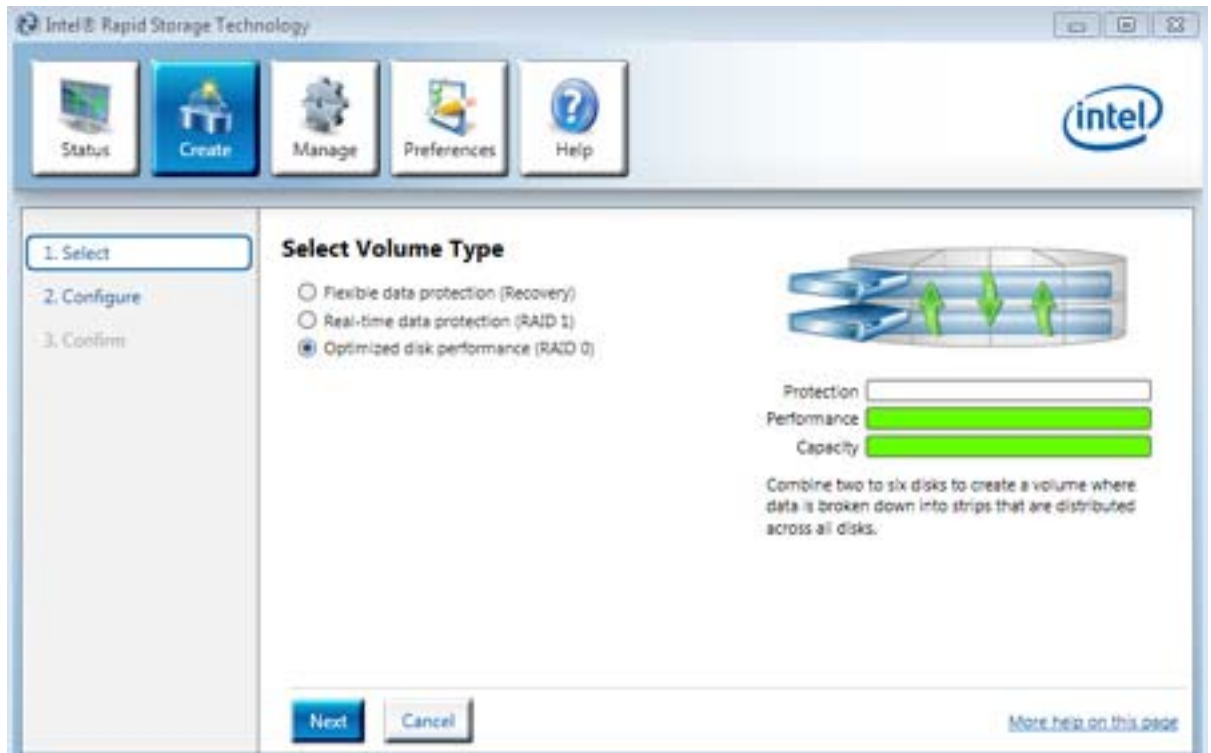 Intel® Rapid Storage Technology
Status
Create
Manage
Preferences
Help
intel
1. Select
2. Configure
3. Confirm
Select Volume Type
Flexible data protection (Recovery)
Real-time data protection (RAID 1)
Optimized disk performance (RAID 0)
Protection
Performance
Capacity
Combine two to six disks to create a volume where
data is broken down into strips that are distributed
across all disks.
Next
Cancel
More help on this page